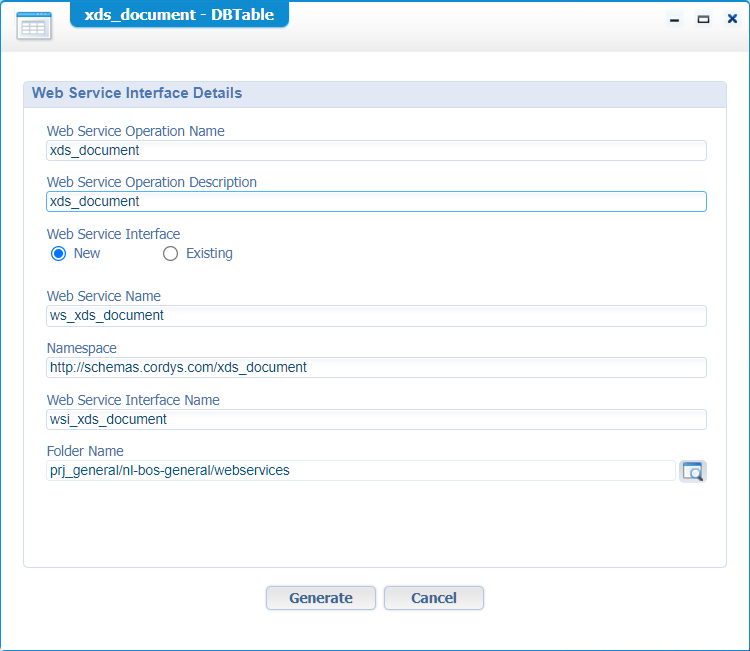 xds_document - DBTable
Web Service Interface Details
Web Service Operation Name
xds_document
Web Service Operation Description
xds_document
Web Service Interface
New Existing
Web Service Name
ws_xds_document
Namespace
http://schemas.cordys.com/xds_document
Web Service Interface Name
wsi_xds_document
Folder Name
prj_general/nl-bos-general/webservices
Generate Cancel